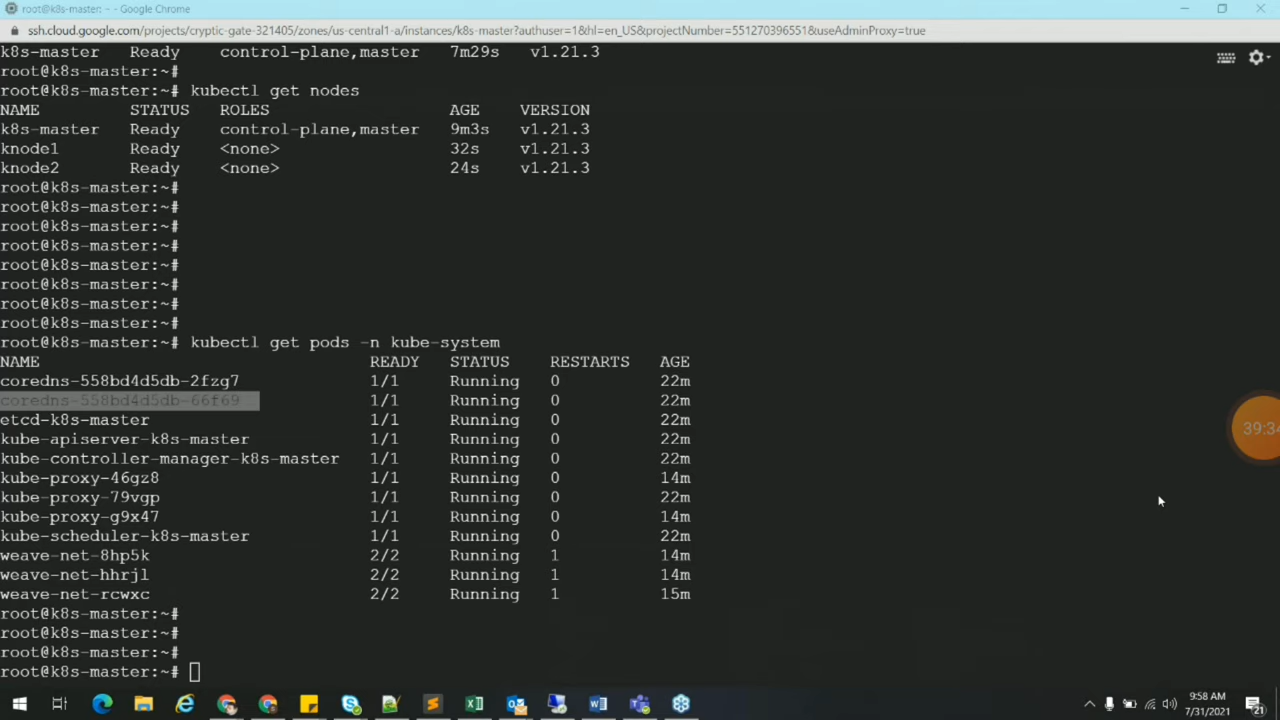 root@k8s-master: ~ - Google Chrome
ssh.cloud.google.com/projects/cryptic-gate-321405/zones/us-central1-a/instances/k8s-master?authuser=1&hl=en_US&projectNumber=551270396551&useAdminProxy=true
k8s-master Ready control-plane,master 7m29s v1.21.3
root@k8s-master:~#
root@k8s-master:~# kubectl get nodes
NAME STATUS ROLES AGE VERSION
k8s-master Ready control-plane,master 9m3s v1.21.3
knode1 Ready <none> 32s v1.21.3
knode2 Ready <none> 24s v1.21.3
root@k8s-master:~#
root@k8s-master:~#
root@k8s-master:~#
root@k8s-master:~#
root@k8s-master:~#
root@k8s-master:~#
root@k8s-master:~#
root@k8s-master:~#
root@k8s-master:~# kubectl get pods -n kube-system
NAME READY STATUS RESTARTS AGE
coredns-558bd4d5db-2fzg7 1/1 Running 0 22m
coredns-558bd4d5db-66f69 1/1 Running 0 22m
etcd-k8s-master 1/1 Running 0 22m
kube-apiserver-k8s-master 1/1 Running 0 22m
kube-controller-manager-k8s-master 1/1 Running 0 22m
kube-proxy-46gz8 1/1 Running 0 14m
kube-proxy-79vgp 1/1 Running 0 22m
kube-proxy-g9x47 1/1 Running 0 14m
kube-scheduler-k8s-master 1/1 Running 0 22m
weave-net-8hp5k 2/2 Running 1 14m
weave-net-hhrjl 2/2 Running 1 14m
weave-net-rcwxc 2/2 Running 1 15m
root@k8s-master:~#
root@k8s-master:~#
root@k8s-master:~#
root@k8s-master:~#
39:34
9:58 AM
7/31/2021
21